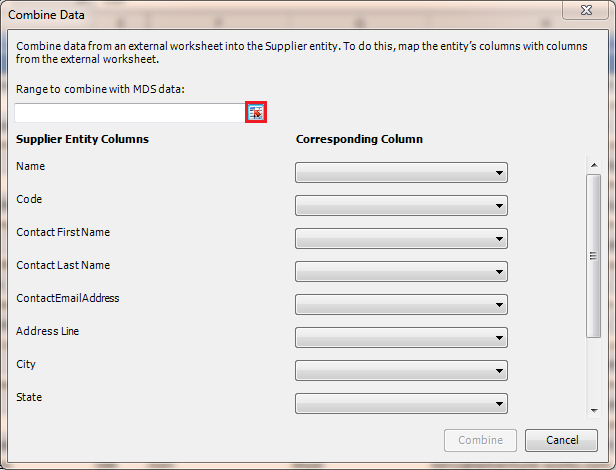 Combine Data
Combine data from an external worksheet into the Supplier entity. To do this, map the entity's columns with columns
from the external worksheet.
Range to combine with MDS data:
Supplier Entity Columns Corresponding Column
Name
Code
Contact First Name
Contact Last Name
ContactEmailAddress
Address Line
City
State
Combine Cancel